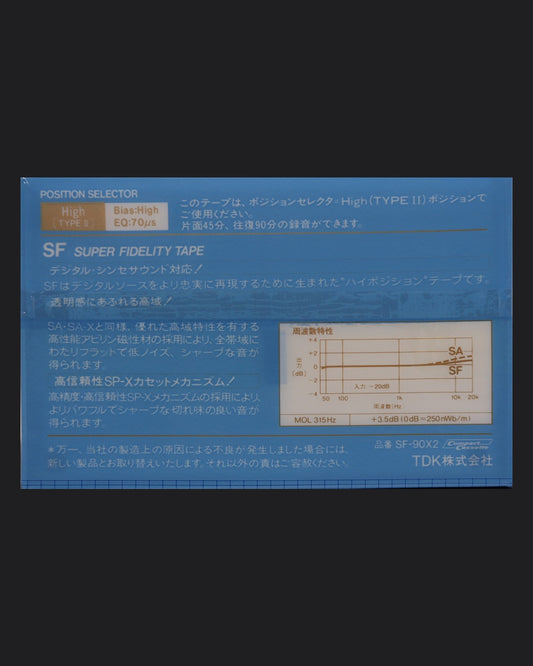 POSITION SELECTOR
High
(TYPE II)
Bias:High
EQ:70μs
このテープは、ポジションセレクタ=High(TYPE II)ポジションで
ご使用ください。
片面45分、往復90分の録音ができます。
SF SUPER FIDELITY TAPE
デジタル・シンセサウンド対応!
SFはデジタルソースをより忠実に再現するために生まれた"ハイポジション"テープです。
透明感にあふれる高域!
SA・SA-Xと同様、優れた高域特性を有する
高性能アビリン磁性材の採用により、全帯域に
わたりフラットで低ノイズ、シャープな音が
得られます。
高信頼性SP-Xカセットメカニズム!
高精度・高信頼性SP-Xメカニズムの採用により、
よりパワフルでシャープな切れ味の良い音が
得られます。
周波数特性
出力
(dB)
+4
+2
0
-2
-4
SA
SF
入力-20dB
50 100 1k 10k 20k
周波数(Hz)
MOL 315Hz +3.5dB(0dB=250nWb/m)
品番 SF-90X2 Compact Cassette
TDK株式会社
*万一、当社の製造上の原因による不良が発生しました場合には、
新しい製品とお取り替えいたします。それ以外の責はご容赦ください。